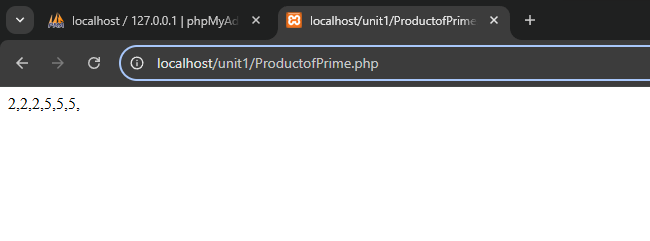 localhost / 127.0.0.1 | phpMyAd
localhost/unit1/ProductofPrime
localhost/unit1/ProductofPrime.php
2,2,2,5,5,5,